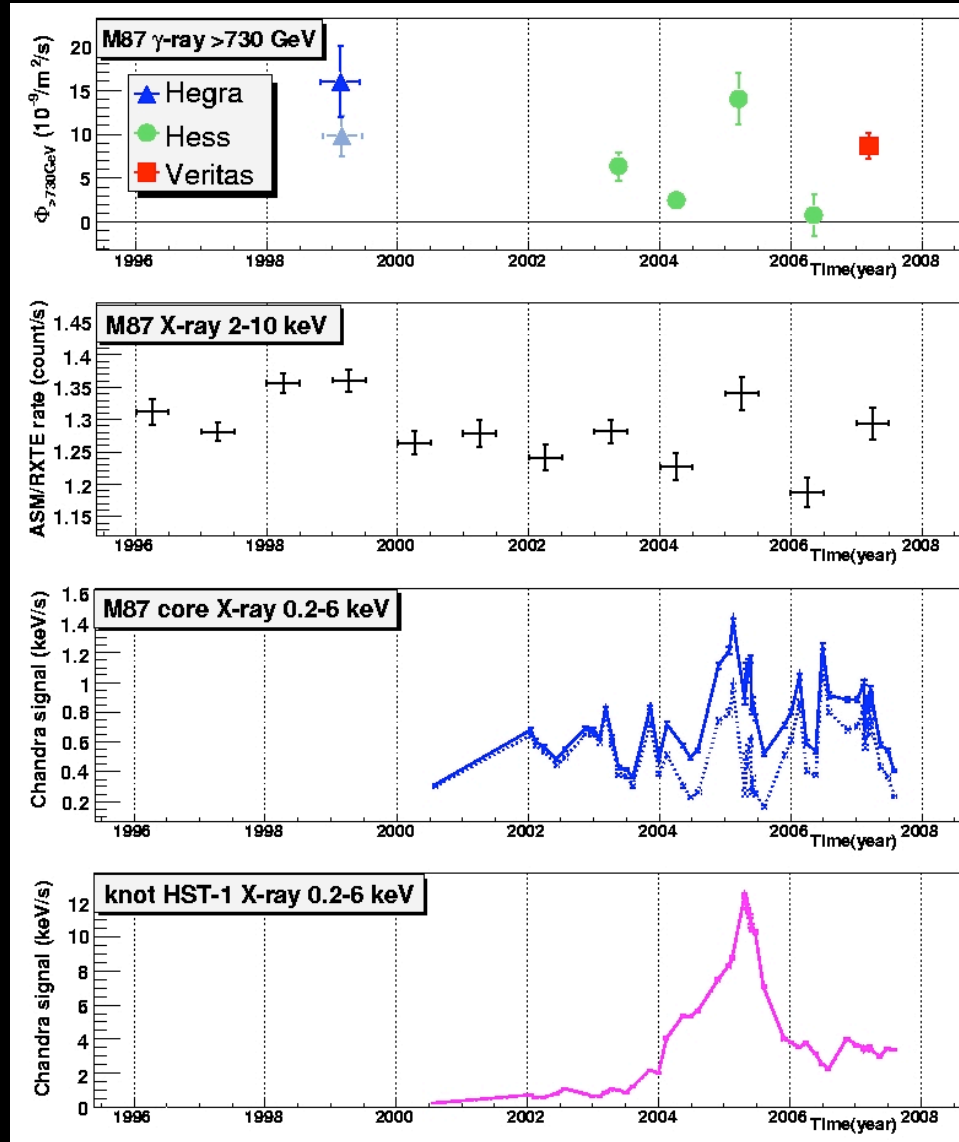 M87 γ-ray >730 GeV
Φ>730GeV (10⁻⁹/m²/s)
20
15
10
5
0
Hegra
Hess
Veritas
1996 1998 2000 2002 2004 2006 2008
Time(year)
M87 X-ray 2-10 keV
ASM/RXTE rate (count/s)
1.45
1.4
1.35
1.3
1.25
1.2
1.15
1996 1998 2000 2002 2004 2006 2008
Time(year)
M87 core X-ray 0.2-6 keV
Chandra signal (keV/s)
1.6
1.4
1.2
1
0.8
0.6
0.4
0.2
1996 1998 2000 2002 2004 2006 2008
Time(year)
knot HST-1 X-ray 0.2-6 keV
Chandra signal (keV/s)
12
10
8
6
4
2
0
1996 1998 2000 2002 2004 2006 2008
Time(year)